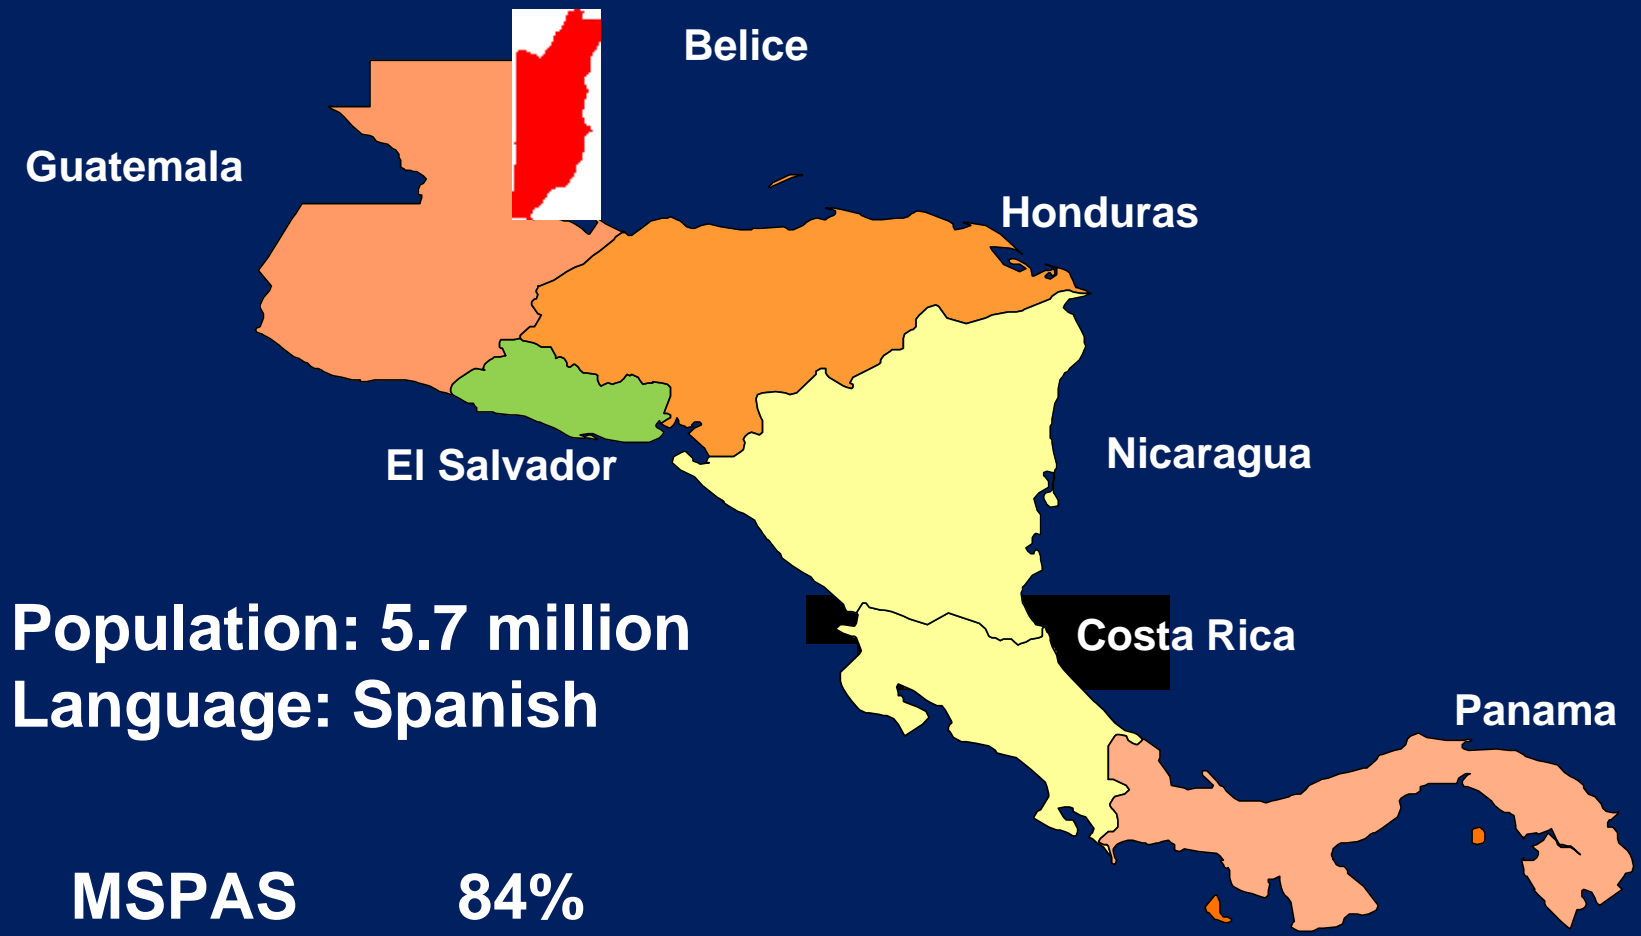 Belice
Guatemala
Honduras
El Salvador
Nicaragua
Population: 5.7 million
Costa Rica
Language: Spanish
Panama
MSPAS 84%